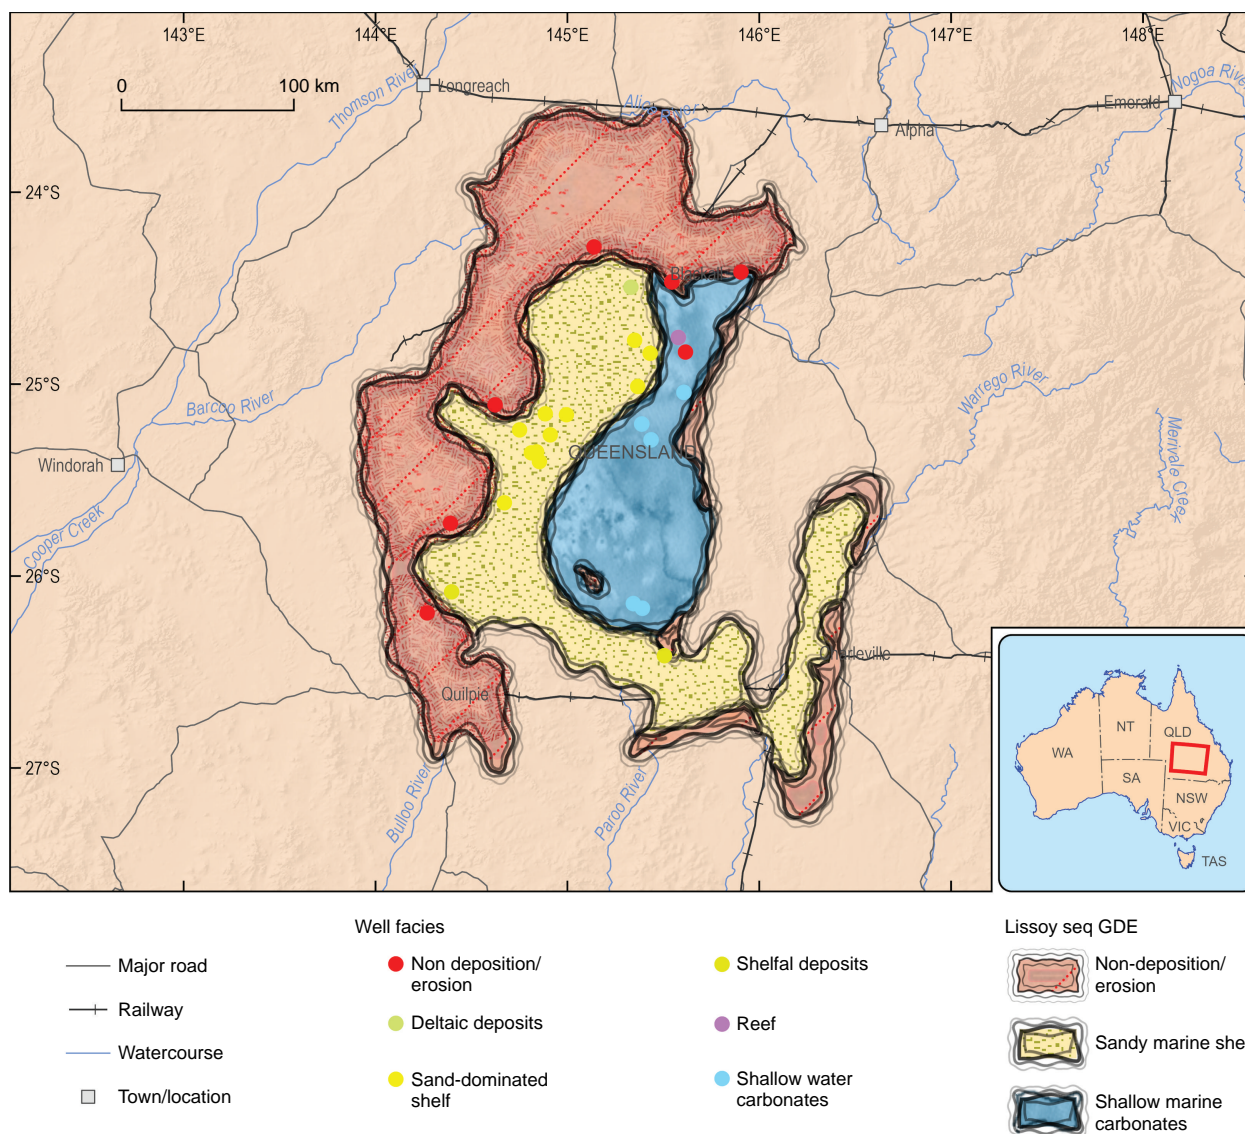 143°E
144°E
145°E
146°E
147°E
148°E
0
100 km
Thomson River
Longreach
Alice River
Alpha
Emerald
Nogoa River
24°S
25°S
26°S
27°S
Barcoo River
Windorah
Cooper Creek
QUEENSLAND
Warrego River
Merivale Creek
Quilpie
Charleville
Bulloo River
Paroo River
WA
NT
QLD
SA
NSW
VIC
TAS
Well facies
Lissoy seq GDE
Major road
Railway
Watercourse
Town/location
Non deposition/
erosion
Deltaic deposits
Sand-dominated
shelf
Shelfal deposits
Reef
Shallow water
carbonates
Non-deposition/
erosion
Sandy marine she
Shallow marine
carbonates